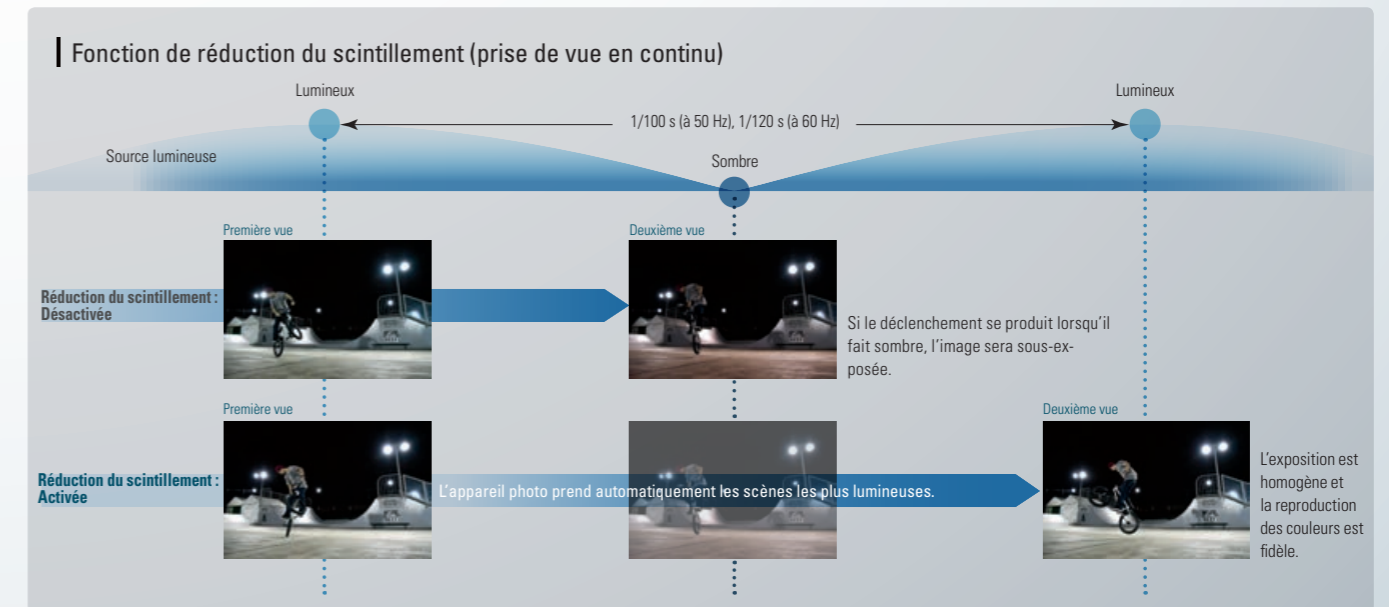 Fonction de réduction du scintillement (prise de vue en continu)
Lumineux
Lumineux
1/100 s (à 50 Hz), 1/120 s (à 60 Hz)
Source lumineuse
Sombre
Première vue
Deuxième vue
Réduction du scintillement :
Désactivée
Si le déclenchement se produit lorsqu'il
fait sombre, l'image sera sous-ex-
posée.
Première vue
Deuxième vue
Réduction du scintillement :
Activée
L'appareil photo prend automatiquement les scènes les plus lumineuses.
L'exposition est
homogène et
la reproduction
des couleurs est
fidèle.